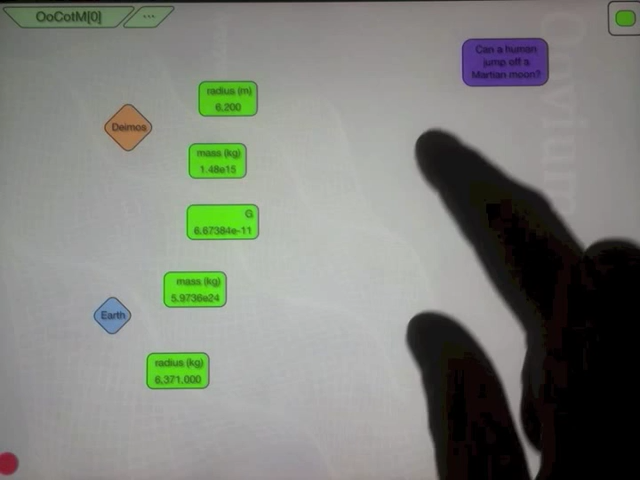 OoCotM[0]
...
Can a human
jump off a
Martian moon?
radius (m)
6,200
Deimos
mass (kg)
1.48e15
G
6.67384e-11
mass (kg)
5.9736e24
Earth
radius (kg)
6,371,000
Oovium